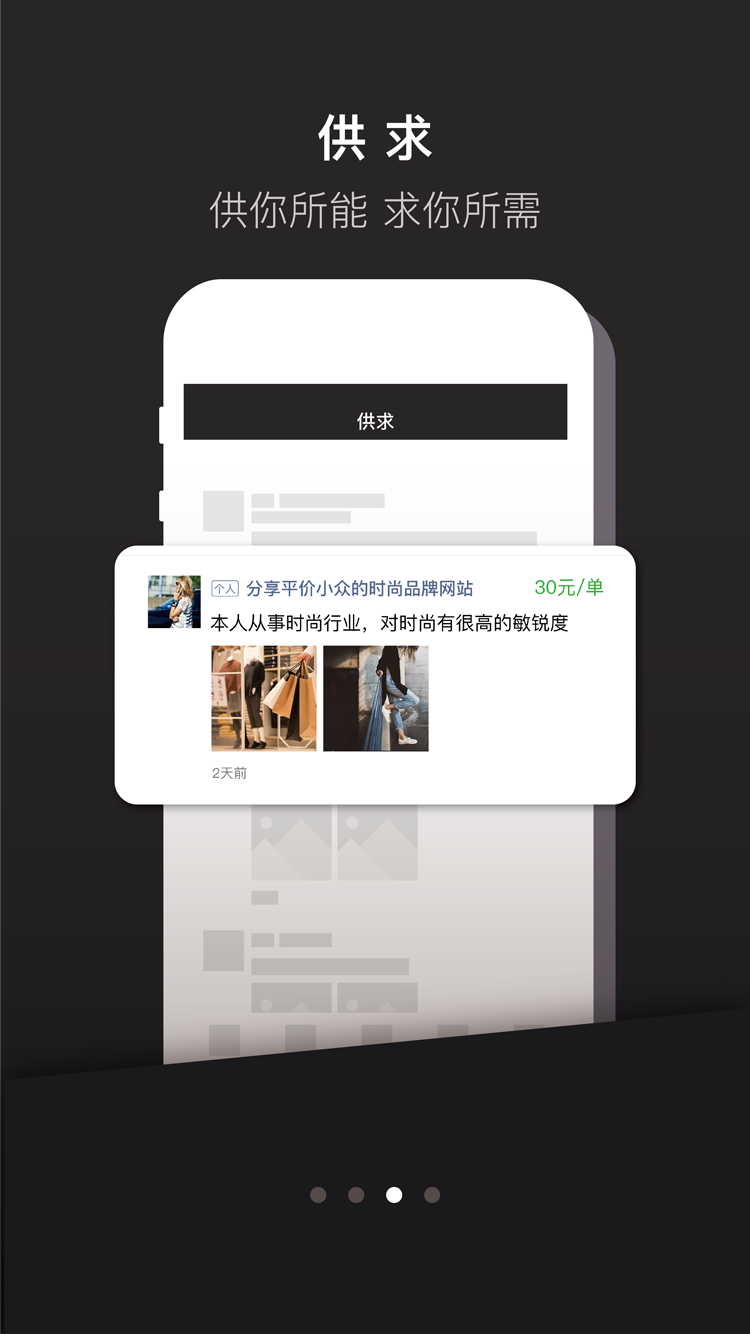 供求
供你所能 求你所需
供求
个人 分享平价小众的时尚品牌网站 30元/单
本人从事时尚行业，对时尚有很高的敏锐度
2天前